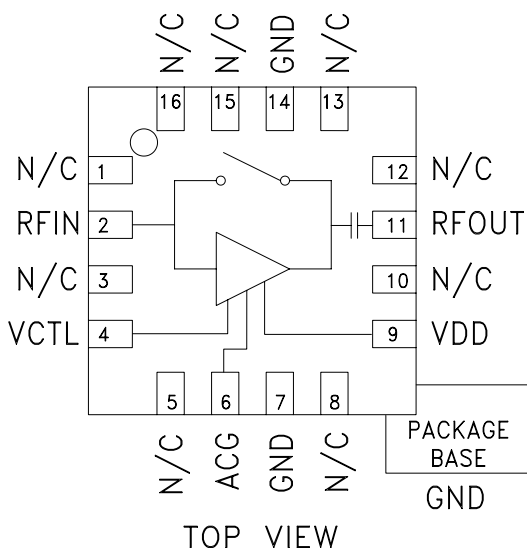 N/C N/C GND N/C
16 15 14 13
N/C 1 12 N/C
RFIN 2 11 RFOUT
N/C 3 10 N/C
VCTL 4 9 VDD
5 6 7 8
N/C ACG GND N/C
PACKAGE
BASE
GND
TOP VIEW